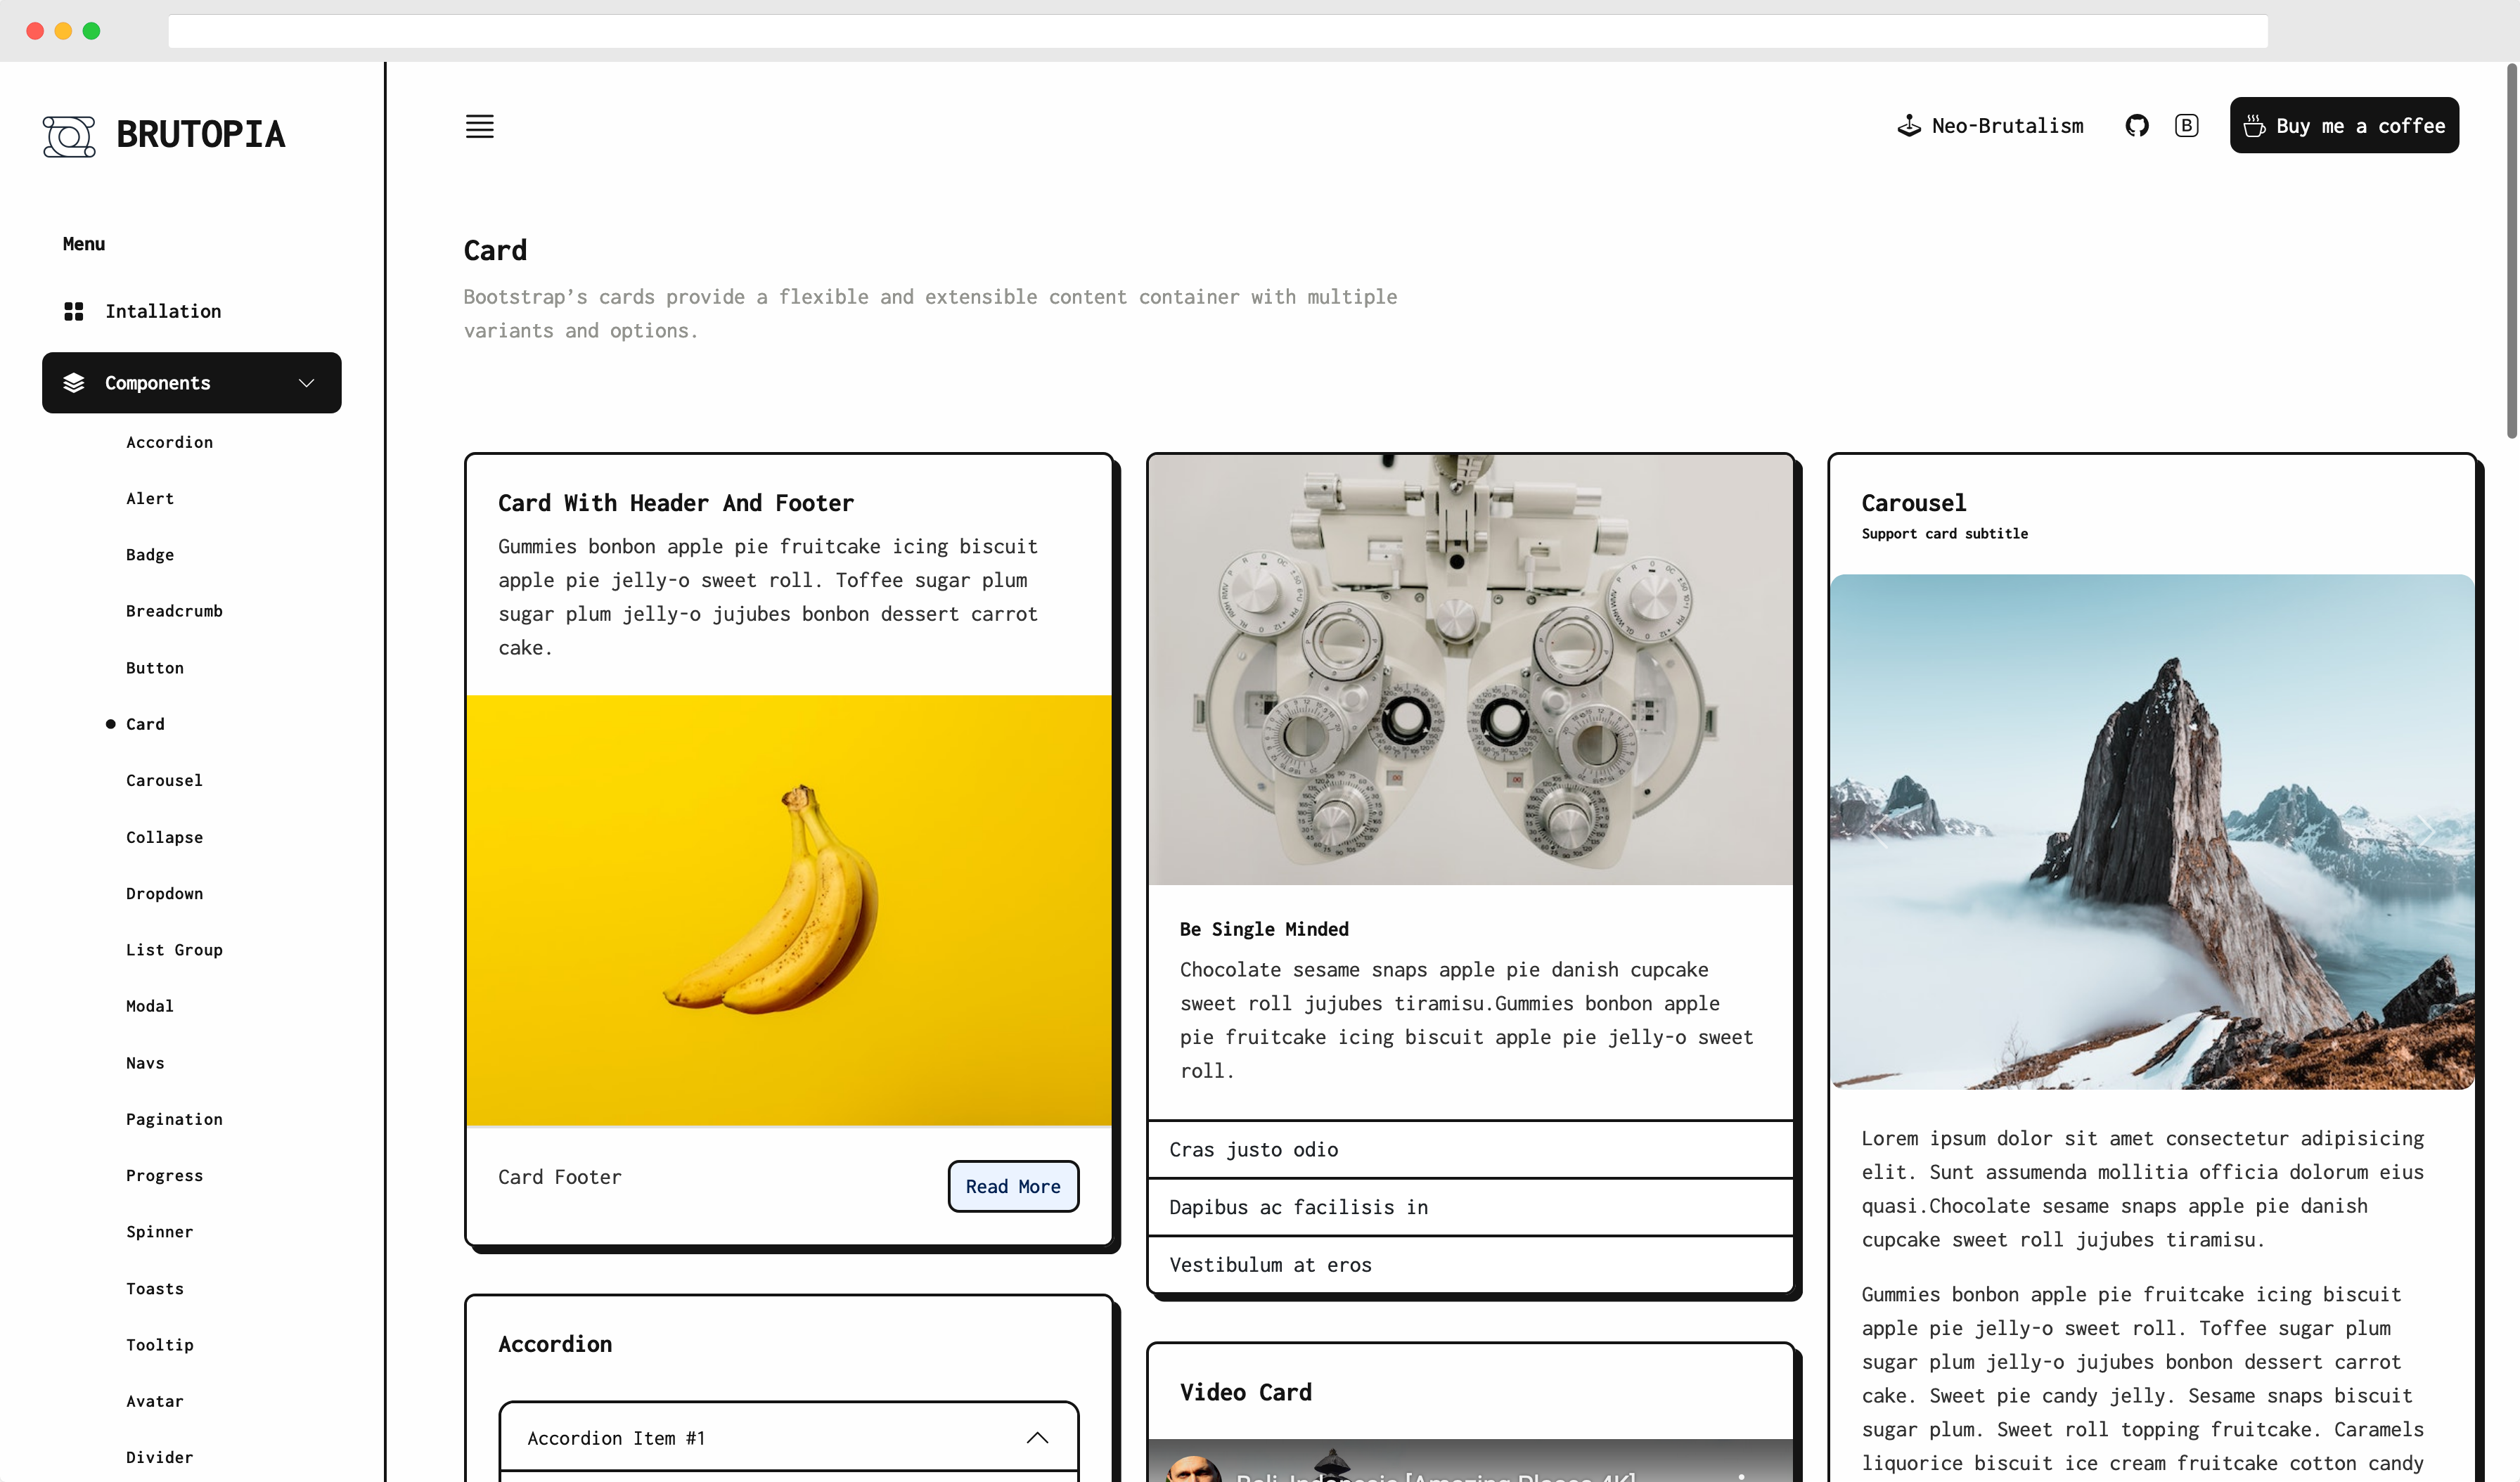 BRUTOPIA
Neo-Brutalism
B
Buy me a coffee
Menu
Intallation
Components
Accordion
Alert
Badge
Breadcrumb
Button
Card
Carousel
Collapse
Dropdown
List Group
Modal
Navs
Pagination
Progress
Spinner
Toasts
Tooltip
Avatar
Divider
Card
Bootstrap’s cards provide a flexible and extensible content container with multiple
variants and options.
Card With Header And Footer
Gummies bonbon apple pie fruitcake icing biscuit
apple pie jelly-o sweet roll. Toffee sugar plum
sugar plum jelly-o jujubes bonbon dessert carrot
cake.
Card Footer
Read More
Accordion
Accordion Item #1
Be Single Minded
Chocolate sesame snaps apple pie danish cupcake
sweet roll jujubes tiramisu.Gummies bonbon apple
pie fruitcake icing biscuit apple pie jelly-o sweet
roll.
Cras justo odio
Dapibus ac facilisis in
Vestibulum at eros
Video Card
Bali, Indonesia [Amazing Places 4K]
Carousel
Support card subtitle
Lorem ipsum dolor sit amet consectetur adipisicing
elit. Sunt assumenda mollitia officia dolorum eius
quasi.Chocolate sesame snaps apple pie danish
cupcake sweet roll jujubes tiramisu.
Gummies bonbon apple pie fruitcake icing biscuit
apple pie jelly-o sweet roll. Toffee sugar plum
sugar plum jelly-o jujubes bonbon dessert carrot
cake. Sweet pie candy jelly. Sesame snaps biscuit
sugar plum. Sweet roll topping fruitcake. Caramels
liquorice biscuit ice cream fruitcake cotton candy